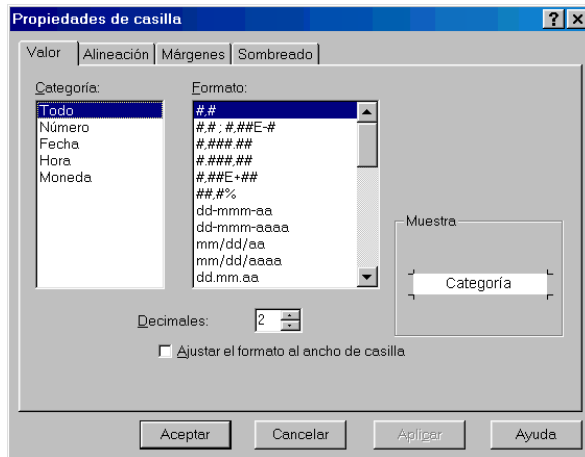 Propiedades de casilla
Valor Alineación Márgenes Sombreado
Categoría:
Todo
Número
Fecha
Hora
Moneda
Formato:
#,#
#,# ; #,##E-#
#,###.##
#.###,##
#,##E+##
##,#%
dd-mmm-aa
dd-mmm-aaaa
mm/dd/aa
mm/dd/aaaa
dd.mm.aa
Muestra
Categoría
Decimales: 2
Ajustar el formato al ancho de casilla
Aceptar Cancelar Aplicar Ayuda